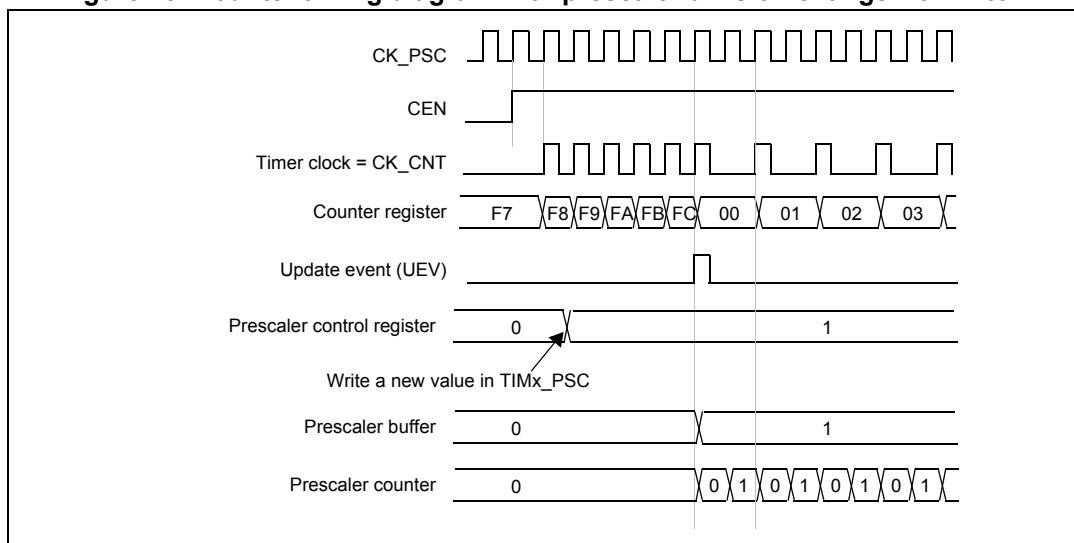 CK_PSC
CEN
Timer clock = CK_CNT
Counter register F7 F8 F9 FA FB FC 00 01 02 03
Update event (UEV)
Prescaler control register 0 1
Write a new value in TIMx_PSC
Prescaler buffer 0 1
Prescaler counter 0 0 1 0 1 0 1 0 1